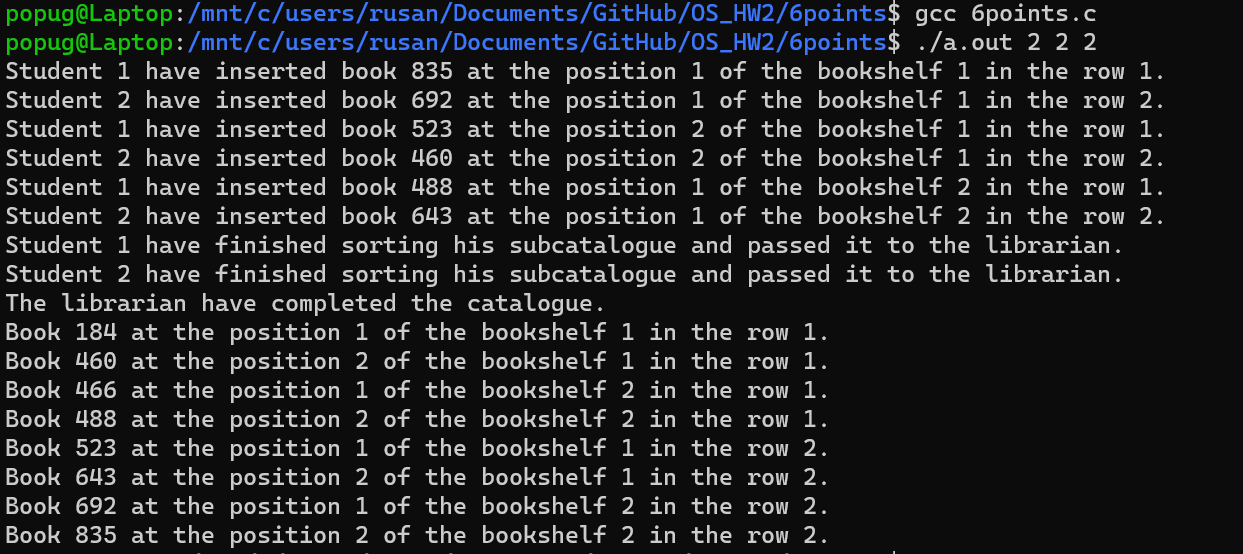 popug@Laptop:/mnt/c/users/rusan/Documents/GitHub/OS_HW2/6points$ gcc 6points.c
popug@Laptop:/mnt/c/users/rusan/Documents/GitHub/OS_HW2/6points$ ./a.out 2 2 2
Student 1 have inserted book 835 at the position 1 of the bookshelf 1 in the row 1.
Student 2 have inserted book 692 at the position 1 of the bookshelf 1 in the row 2.
Student 1 have inserted book 523 at the position 2 of the bookshelf 1 in the row 1.
Student 2 have inserted book 460 at the position 2 of the bookshelf 1 in the row 2.
Student 1 have inserted book 488 at the position 1 of the bookshelf 2 in the row 1.
Student 2 have inserted book 643 at the position 1 of the bookshelf 2 in the row 2.
Student 1 have finished sorting his subcatalogue and passed it to the librarian.
Student 2 have finished sorting his subcatalogue and passed it to the librarian.
The librarian have completed the catalogue.
Book 184 at the position 1 of the bookshelf 1 in the row 1.
Book 460 at the position 2 of the bookshelf 1 in the row 1.
Book 466 at the position 1 of the bookshelf 2 in the row 1.
Book 488 at the position 2 of the bookshelf 2 in the row 1.
Book 523 at the position 1 of the bookshelf 1 in the row 2.
Book 643 at the position 2 of the bookshelf 1 in the row 2.
Book 692 at the position 1 of the bookshelf 2 in the row 2.
Book 835 at the position 2 of the bookshelf 2 in the row 2.